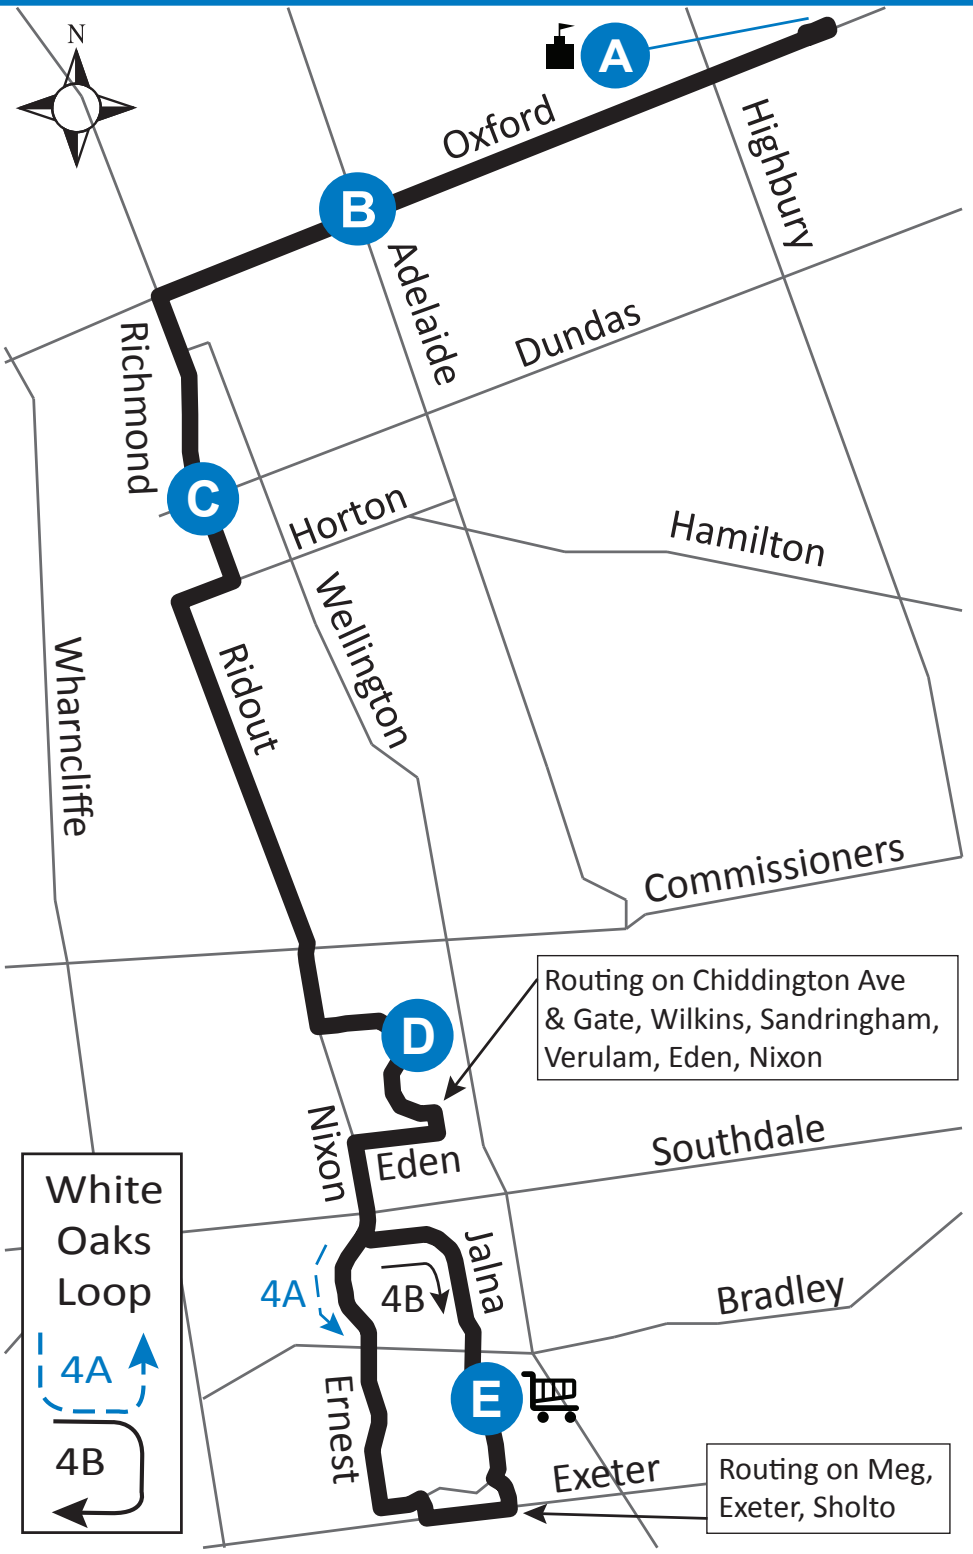 N
A
Oxford
Highbury
B
Adelaide
Dundas
Richmond
C
Horton
Hamilton
Wellington
Ridout
Wharncliffe
Commissioners
Routing on Chiddington Ave
& Gate, Wilkins, Sandringham,
Verulam, Eden, Nixon
D
Nixon
Eden
Southdale
White
Oaks
Loop
4A
4B
4A
4B
Jalna
Bradley
Ernest
E
Exeter
Routing on Meg,
Exeter, Sholto